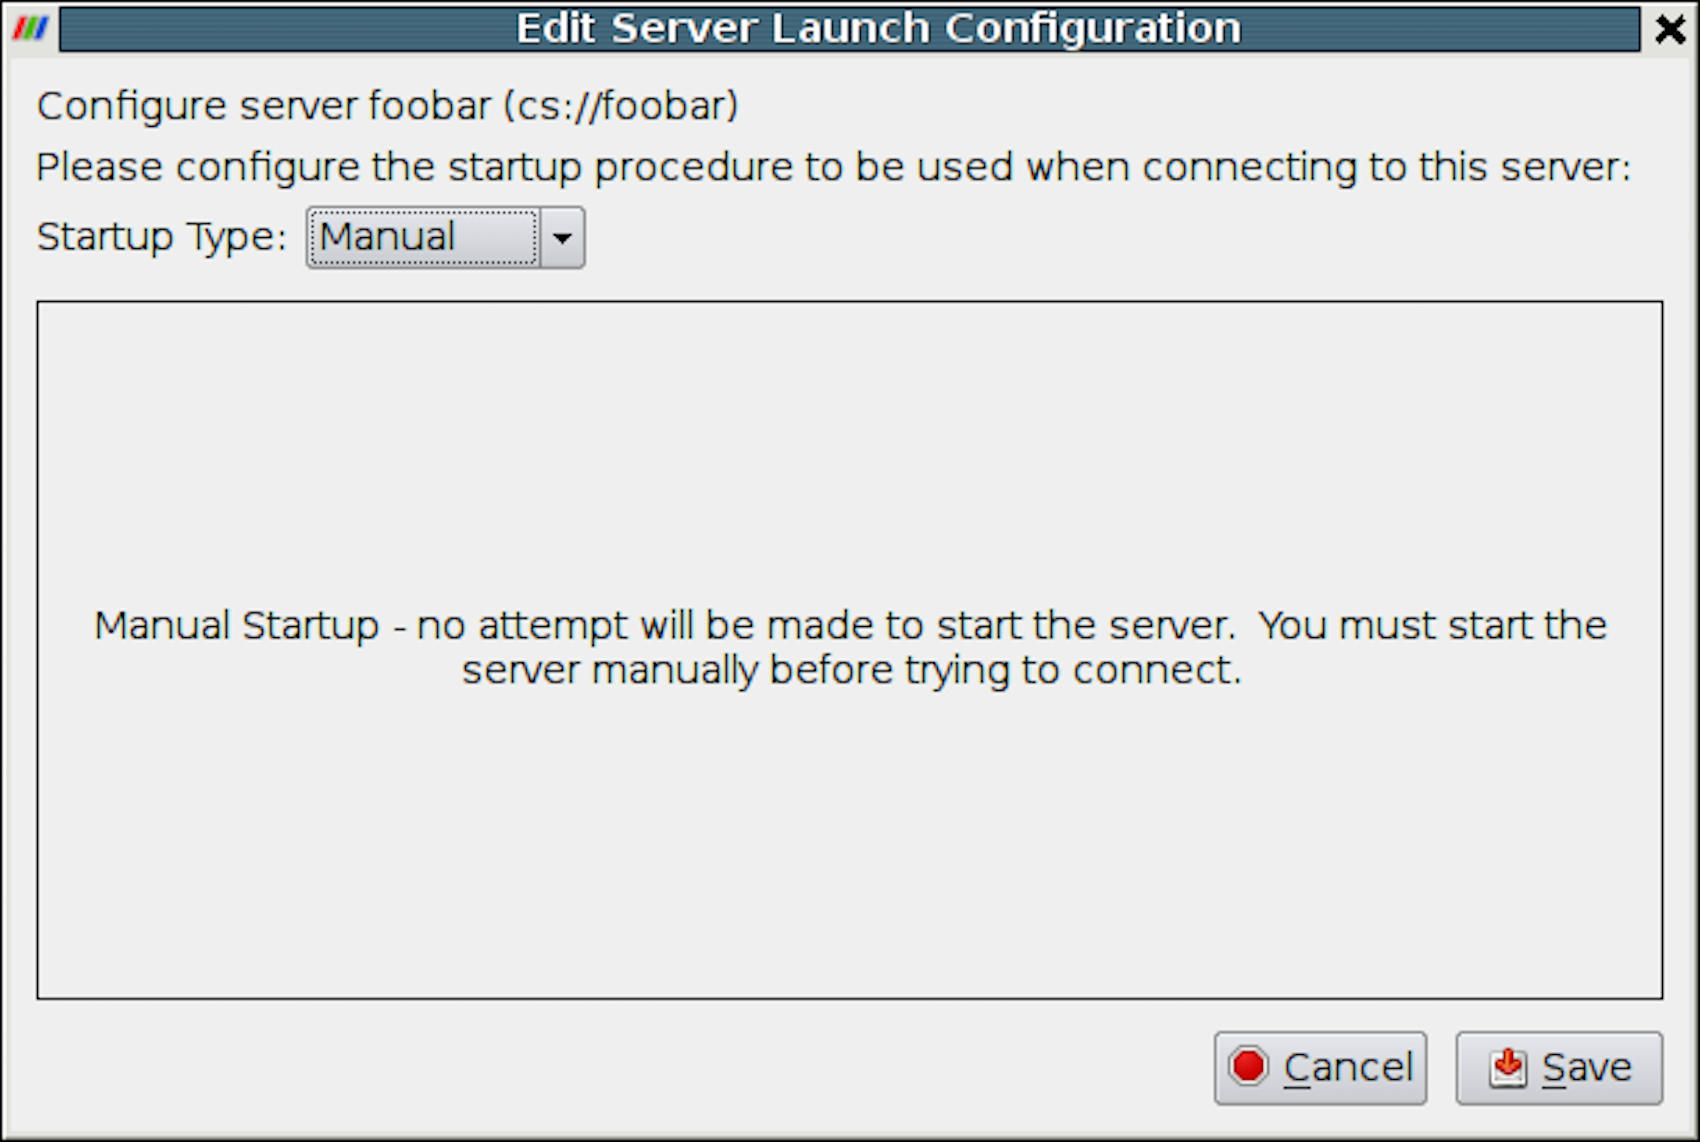 Edit Server Launch Configuration
Configure server foobar (cs://foobar)
Please configure the startup procedure to be used when connecting to this server:
Startup Type: Manual
Manual Startup - no attempt will be made to start the server.  You must start the
server manually before trying to connect.
Cancel Save